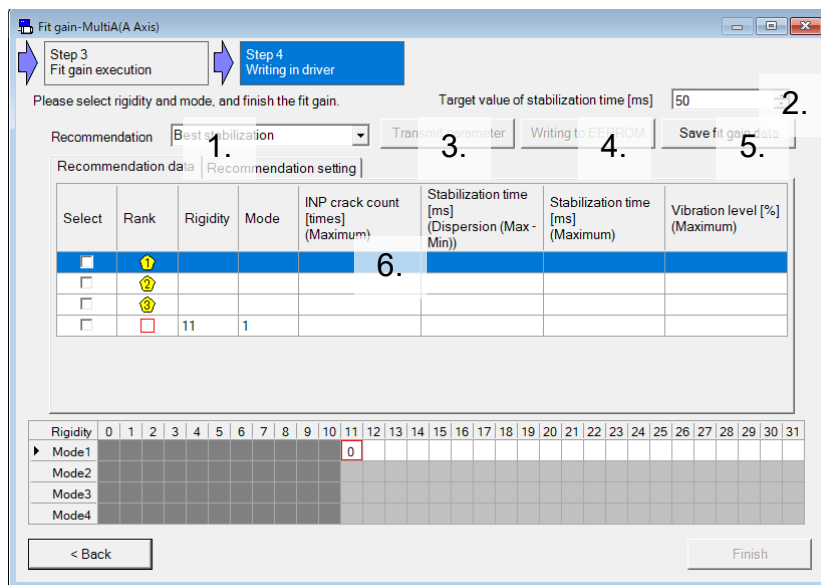 Fit gain-MultiA(A Axis)
Step 3
Fit gain execution
Step 4
Writing in driver
Please select rigidity and mode, and finish the fit gain.
Target value of stabilization time [ms]
50
2.
Recommendation
Best stabilization
1.
Transmit parameter
3.
Writing to EEPROM
4.
Save fit gain data
5.
Recommendation data
Recommendation setting
Select
Rank
Rigidity
Mode
INP crack count
[times]
(Maximum)
Stabilization time
[ms]
(Dispersion (Max -
Min))
Stabilization time
[ms]
(Maximum)
Vibration level [%]
(Maximum)
6.
1
2
3
11 1
Rigidity 0 1 2 3 4 5 6 7 8 9 10 11 12 13 14 15 16 17 18 19 20 21 22 23 24 25 26 27 28 29 30 31
Mode1 0
Mode2
Mode3
Mode4
< Back
Finish